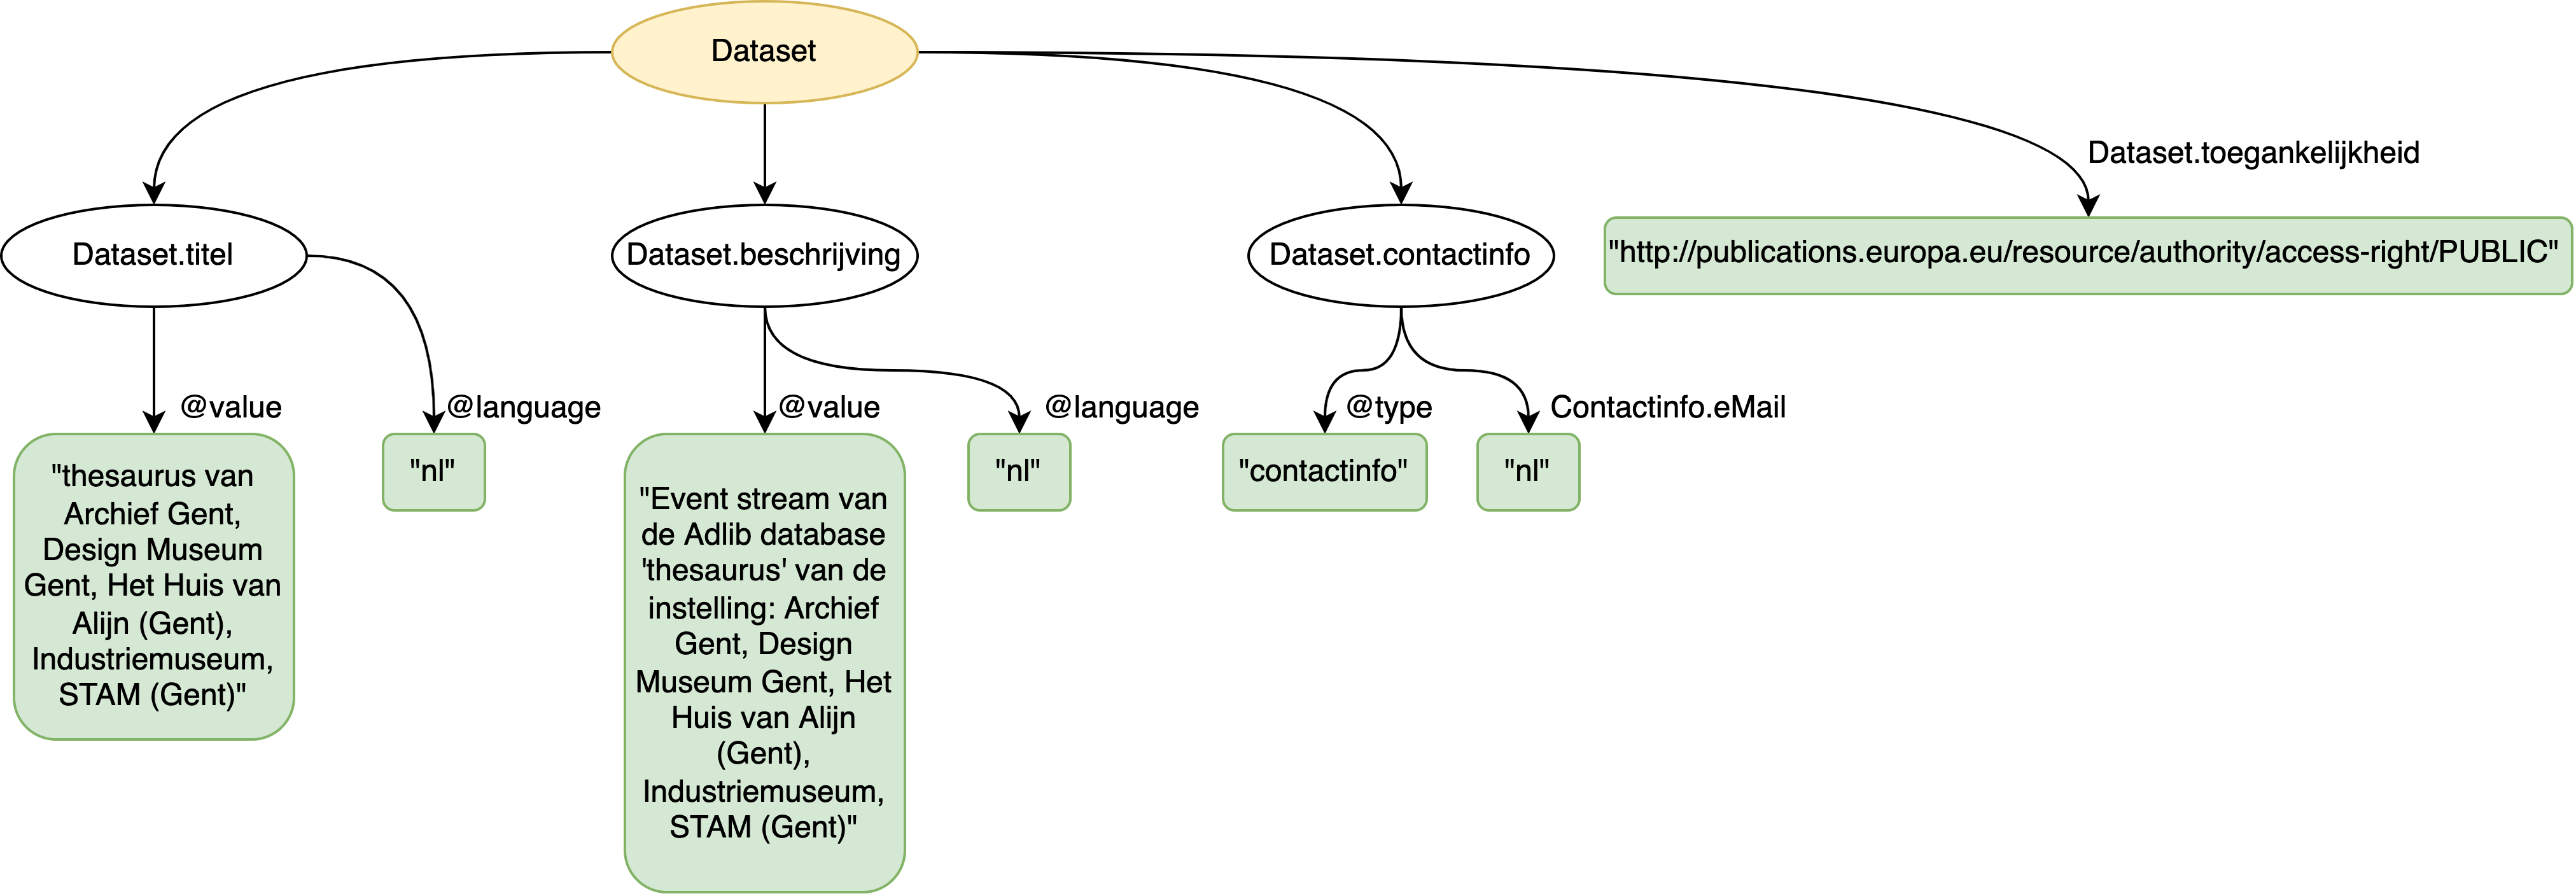 Dataset
Dataset.toegankelijkheid
Dataset.titel
Dataset.beschrijving
Dataset.contactinfo
"http://publications.europa.eu/resource/authority/access-right/PUBLIC"
@value
@language
@value
@language
@type
Contactinfo.eMail
"thesaurus van
Archief Gent,
Design Museum
Gent, Het Huis van
Alijn (Gent),
Industriemuseum,
STAM (Gent)"
"nl"
"Event stream van
de Adlib database
'thesaurus' van de
instelling: Archief
Gent, Design
Museum Gent, Het
Huis van Alijn
(Gent),
Industriemuseum,
STAM (Gent)"
"nl"
"contactinfo"
"nl"